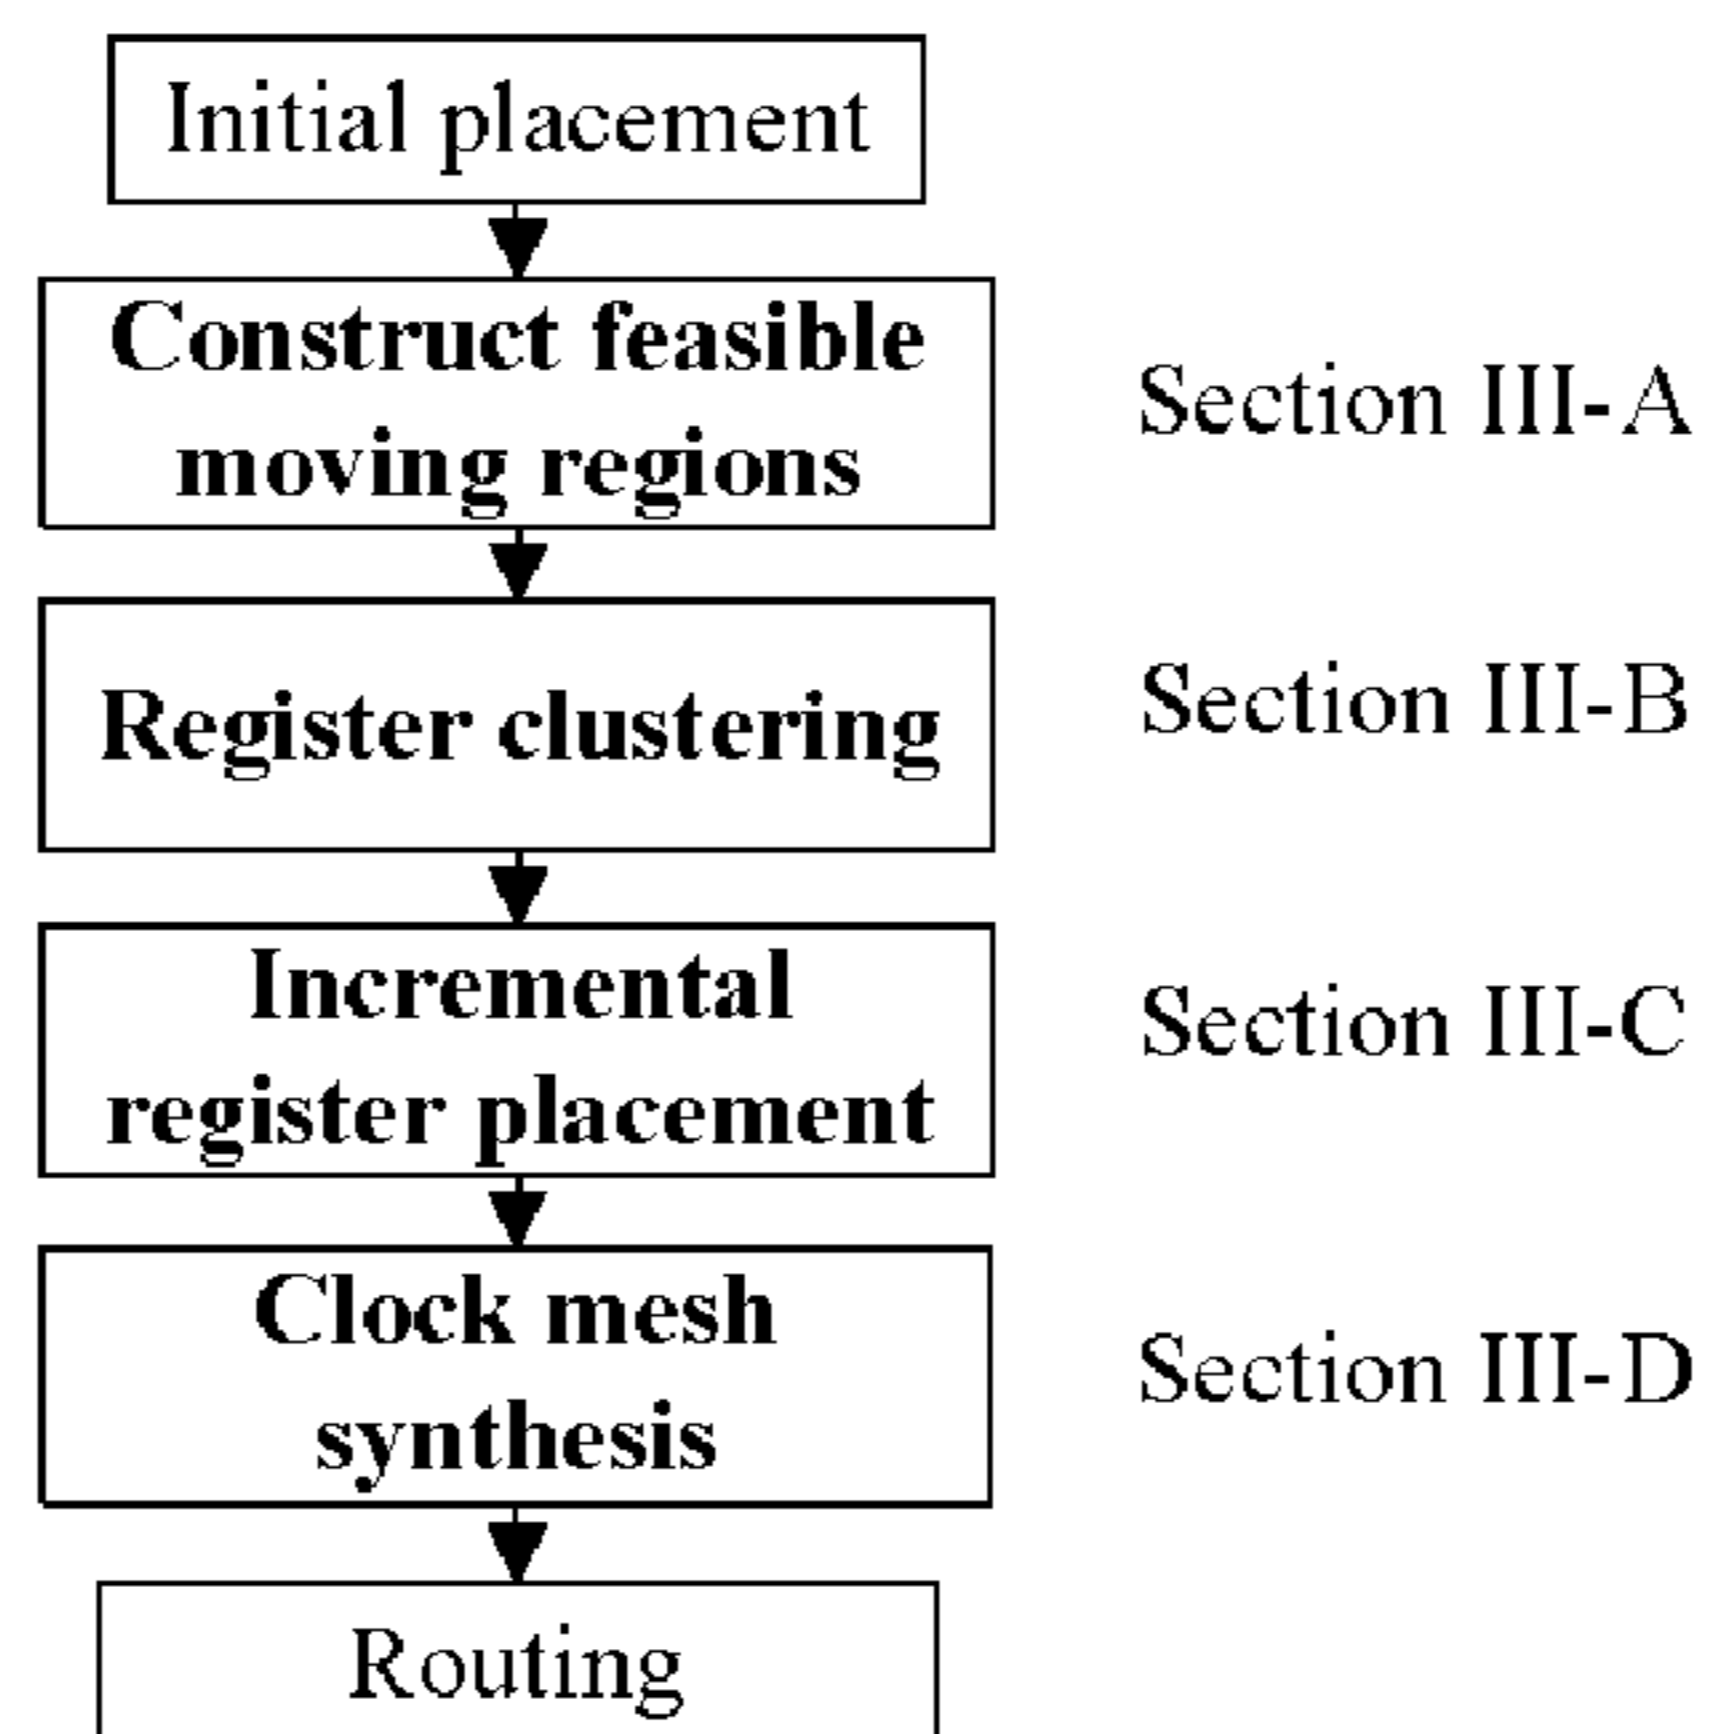 Initial placement
Construct feasible
moving regions
Section III-A
Register clustering
Section III-B
Incremental
register placement
Section III-C
Clock mesh
synthesis
Section III-D
Routing